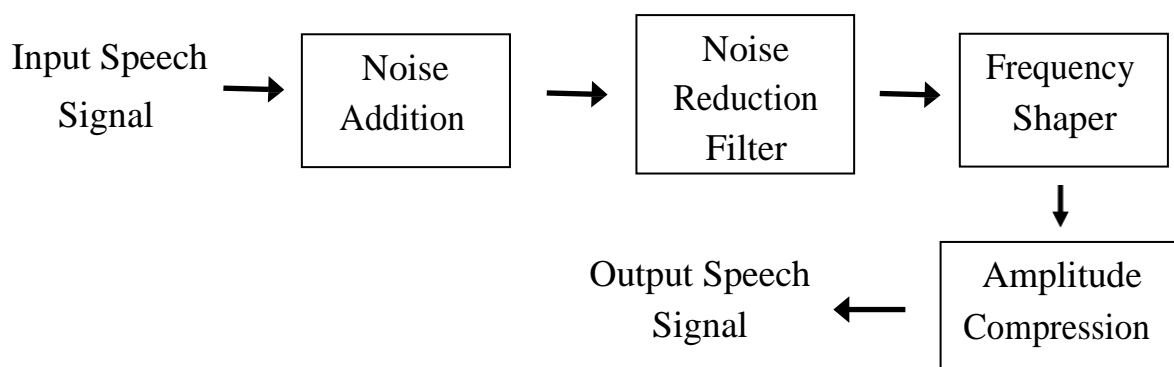 Input Speech
Signal
Noise
Addition
Noise
Reduction
Filter
Frequency
Shaper
Amplitude
Compression
Output Speech
Signal